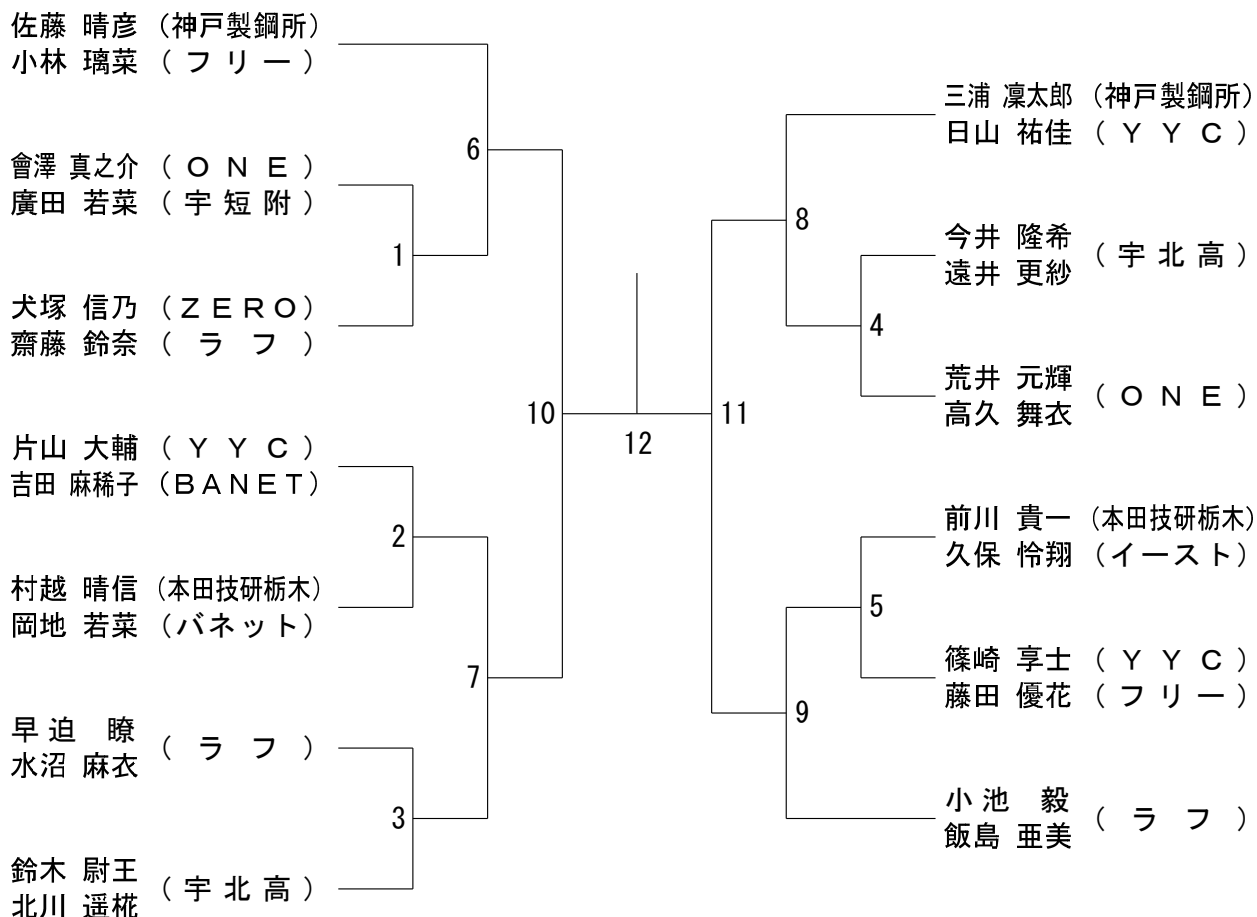 佐藤 晴彦 (神戸製鋼所)
小林 璃菜 (フリー)
會澤 真之介 (ONE)
廣田 若菜 (宇短附)
犬塚 信乃 (ZERO)
齋藤 鈴奈 (ラフ)
片山 大輔 (YYC)
吉田 麻稀子 (BANET)
村越 晴信 (本田技研栃木)
岡地 若菜 (バネット)
早迫 瞭
水沼 麻衣
(ラフ)
鈴木 尉王
北川 遥椛
(宇北高)
6
1
2
7
3
10
12
11
8
4
5
9
三浦 凜太郎 (神戸製鋼所)
日山 祐佳 (YYC)
今井 隆希
遠井 更紗
(宇北高)
荒井 元輝
高久 舞衣
(ONE)
前川 貴一 (本田技研栃木)
久保 怜翔 (イースト)
篠崎 享士 (YYC)
藤田 優花 (フリー)
小池 毅
飯島 亜美
(ラフ)